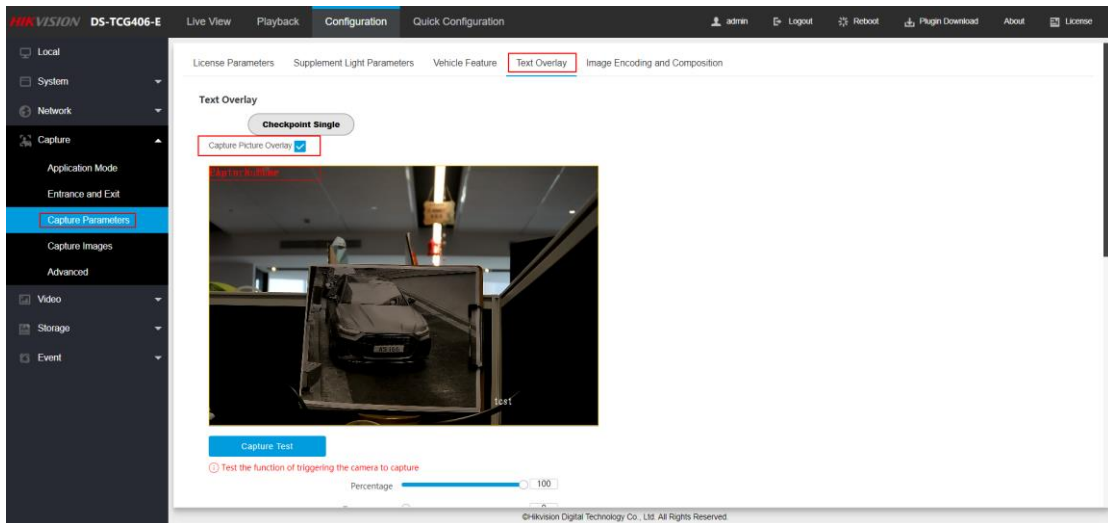 HIKVISION DS-TCG406-E Live View Playback Configuration Quick Configuration admin Logout Reboot Plugin Download About License
Local
System
Network
Capture
Application Mode
Entrance and Exit
Capture Parameters
Capture Images
Advanced
Video
Storage
Event
License Parameters Supplement Light Parameters Vehicle Feature Text Overlay Image Encoding and Composition
Text Overlay
Checkpoint Single
Capture Picture Overlay
test
Capture Test
Test the function of triggering the camera to capture
Percentage 100
©Hikvision Digital Technology Co., Ltd. All Rights Reserved.